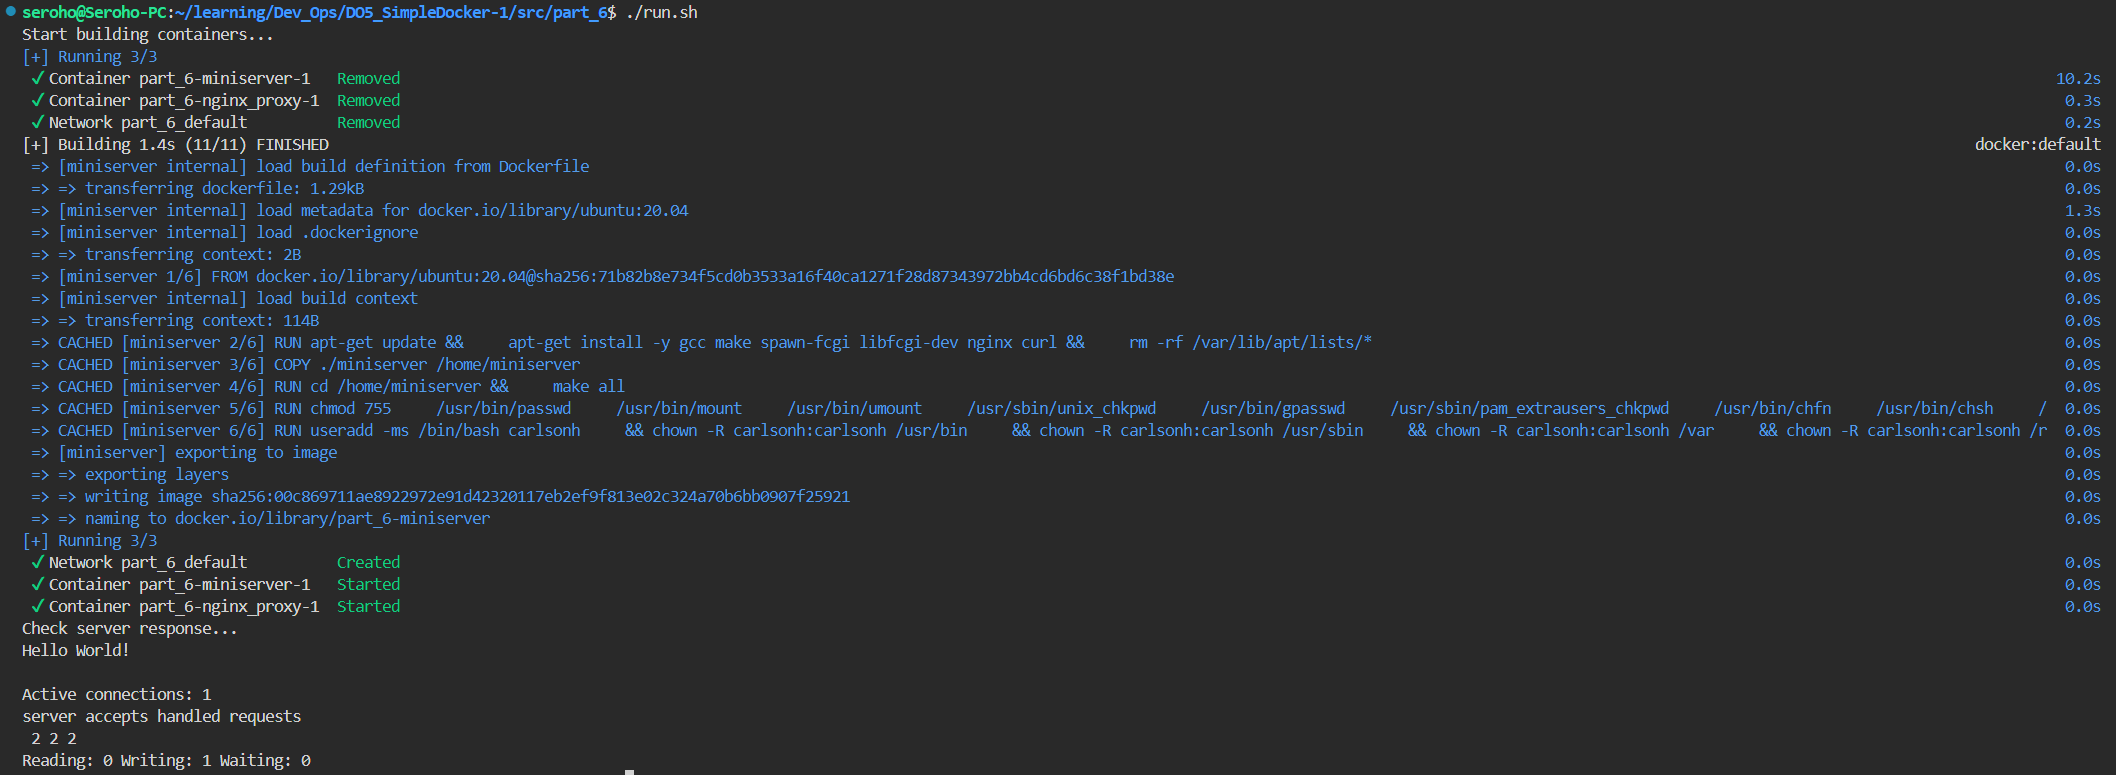 seroho@Seroho-PC:~/learning/Dev_Ops/DO5_SimpleDocker-1/src/part_6$ ./run.sh
Start building containers...
[+] Running 3/3
✔ Container part_6-miniserver-1   Removed   10.2s
✔ Container part_6-nginx_proxy-1  Removed   0.3s
✔ Network part_6_default          Removed   0.2s
[+] Building 1.4s (11/11) FINISHED   docker:default
=> [miniserver internal] load build definition from Dockerfile   0.0s
=> => transferring dockerfile: 1.29kB   0.0s
=> [miniserver internal] load metadata for docker.io/library/ubuntu:20.04   1.3s
=> [miniserver internal] load .dockerignore   0.0s
=> => transferring context: 2B   0.0s
=> [miniserver 1/6] FROM docker.io/library/ubuntu:20.04@sha256:71b82b8e734f5cd0b3533a16f40ca1271f28d87343972bb4cd6bd6c38f1bd38e   0.0s
=> [miniserver internal] load build context   0.0s
=> => transferring context: 114B   0.0s
=> CACHED [miniserver 2/6] RUN apt-get update &&     apt-get install -y gcc make spawn-fcgi libfcgi-dev nginx curl &&     rm -rf /var/lib/apt/lists/*   0.0s
=> CACHED [miniserver 3/6] COPY ./miniserver /home/miniserver   0.0s
=> CACHED [miniserver 4/6] RUN cd /home/miniserver &&     make all   0.0s
=> CACHED [miniserver 5/6] RUN chmod 755     /usr/bin/passwd     /usr/bin/mount     /usr/bin/umount     /usr/sbin/unix_chkpwd     /usr/bin/gpasswd     /usr/sbin/pam_extrausers_chkpwd     /usr/bin/chfn     /usr/bin/chsh     /   0.0s
=> CACHED [miniserver 6/6] RUN useradd -ms /bin/bash carlsonh     && chown -R carlsonh:carlsonh /usr/bin     && chown -R carlsonh:carlsonh /usr/sbin     && chown -R carlsonh:carlsonh /var     && chown -R carlsonh:carlsonh /r   0.0s
=> [miniserver] exporting to image   0.0s
=> => exporting layers   0.0s
=> => writing image sha256:00c869711ae8922972e91d42320117eb2ef9f813e02c324a70b6bb0907f25921   0.0s
=> => naming to docker.io/library/part_6-miniserver   0.0s
[+] Running 3/3
✔ Network part_6_default          Created   0.0s
✔ Container part_6-miniserver-1   Started   0.0s
✔ Container part_6-nginx_proxy-1  Started   0.0s
Check server response...
Hello World!
Active connections: 1
server accepts handled requests
2 2 2
Reading: 0 Writing: 1 Waiting: 0